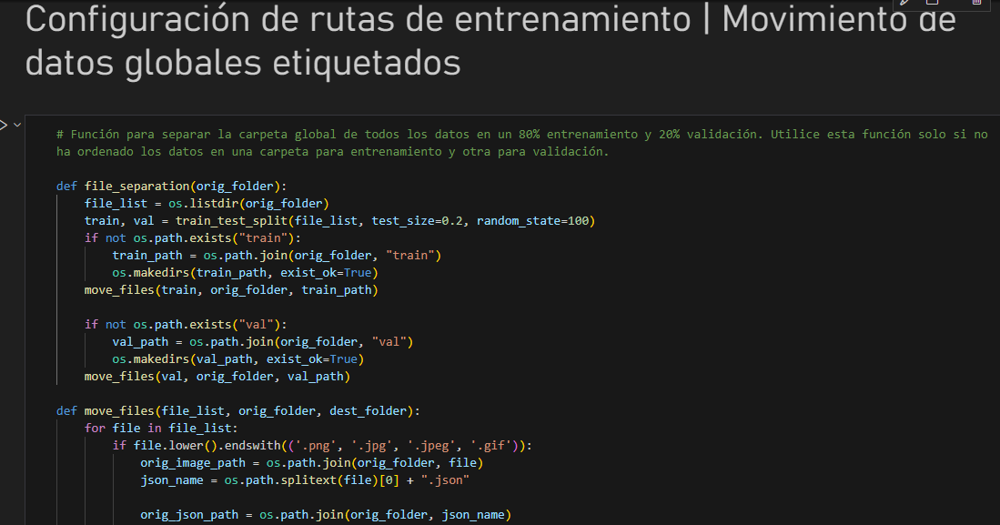 Configuración de rutas de entrenamiento | Movimiento de
datos globales etiquetados
# Función para separar la carpeta global de todos los datos en un 80% entrenamiento y 20% validación. Utilice esta función solo si no
ha ordenado los datos en una carpeta para entrenamiento y otra para validación.
def file_separation(orig_folder):
    file_list = os.listdir(orig_folder)
    train, val = train_test_split(file_list, test_size=0.2, random_state=100)
    if not os.path.exists("train"):
        train_path = os.path.join(orig_folder, "train")
        os.makedirs(train_path, exist_ok=True)
    move_files(train, orig_folder, train_path)
    if not os.path.exists("val"):
        val_path = os.path.join(orig_folder, "val")
        os.makedirs(val_path, exist_ok=True)
    move_files(val, orig_folder, val_path)
def move_files(file_list, orig_folder, dest_folder):
    for file in file_list:
        if file.lower().endswith(('.png', '.jpg', '.jpeg', '.gif')):
            orig_image_path = os.path.join(orig_folder, file)
            json_name = os.path.splitext(file)[0] + ".json"
            orig_json_path = os.path.join(orig_folder, json_name)